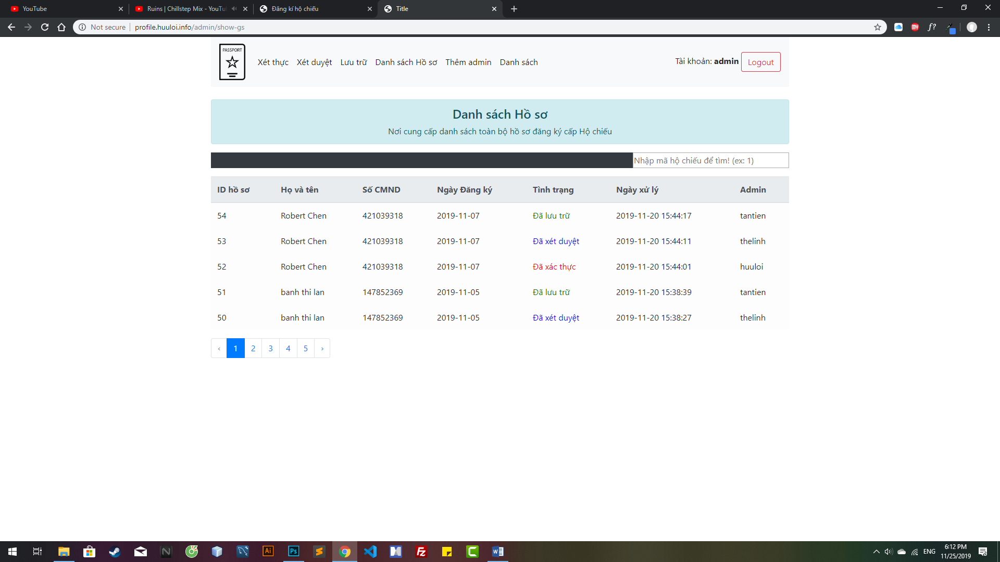 YouTube
Ruins | Chillstep Mix - YouTu
Đăng kí hộ chiếu
Title
Not secure
profile.huuloi.info/admin/show-gs
PASSPORT
Xét thực Xét duyệt Lưu trữ Danh sách Hồ sơ Thêm admin Danh sách
Tài khoản: admin Logout
Danh sách Hồ sơ
Nơi cung cấp danh sách toàn bộ hồ sơ đăng ký cấp Hộ chiếu
Nhập mã hộ chiếu để tìm! (ex: 1)
ID hồ sơ Họ và tên Số CMND Ngày Đăng ký Tình trạng Ngày xử lý Admin
54 Robert Chen 421039318 2019-11-07 Đã lưu trữ 2019-11-20 15:44:17 tantien
53 Robert Chen 421039318 2019-11-07 Đã xét duyệt 2019-11-20 15:44:11 thelinh
52 Robert Chen 421039318 2019-11-07 Đã xác thực 2019-11-20 15:44:01 huuloi
51 banh thi lan 147852369 2019-11-05 Đã lưu trữ 2019-11-20 15:38:39 tantien
50 banh thi lan 147852369 2019-11-05 Đã xét duyệt 2019-11-20 15:38:27 thelinh
‹ 1 2 3 4 5 ›
ENG
6:12 PM
11/25/2019